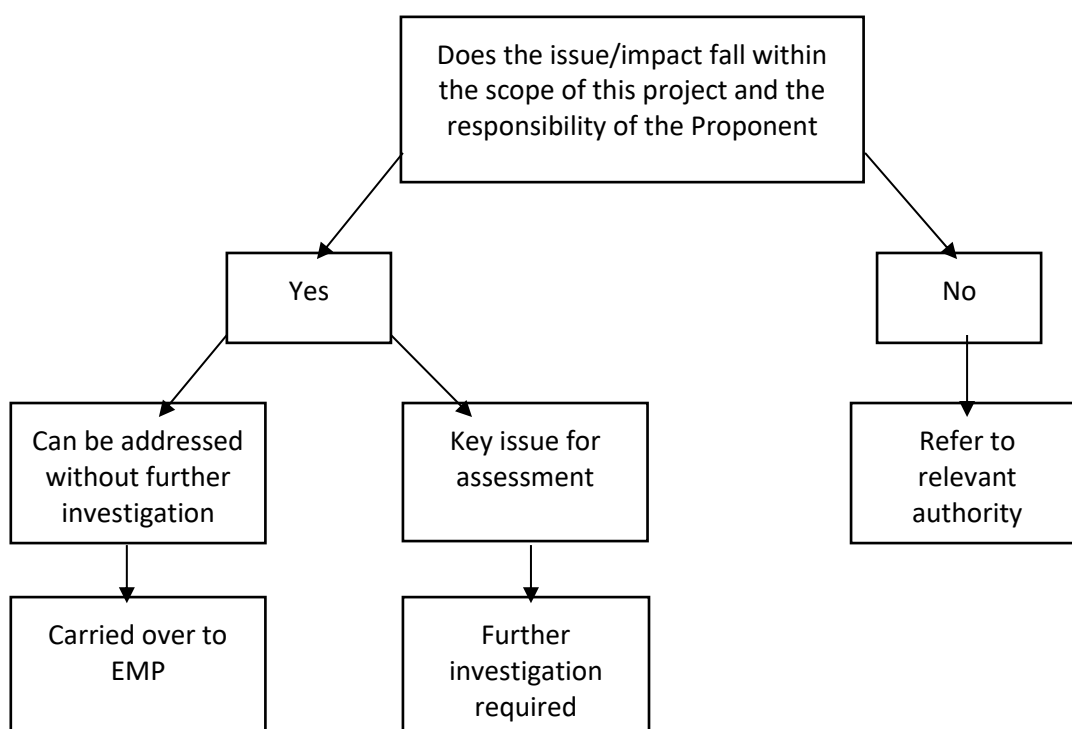 Does the issue/impact fall within
the scope of this project and the
responsibility of the Proponent
Yes
No
Can be addressed
without further
investigation
Key issue for
assessment
Refer to
relevant
authority
Carried over to
EMP
Further
investigation
required